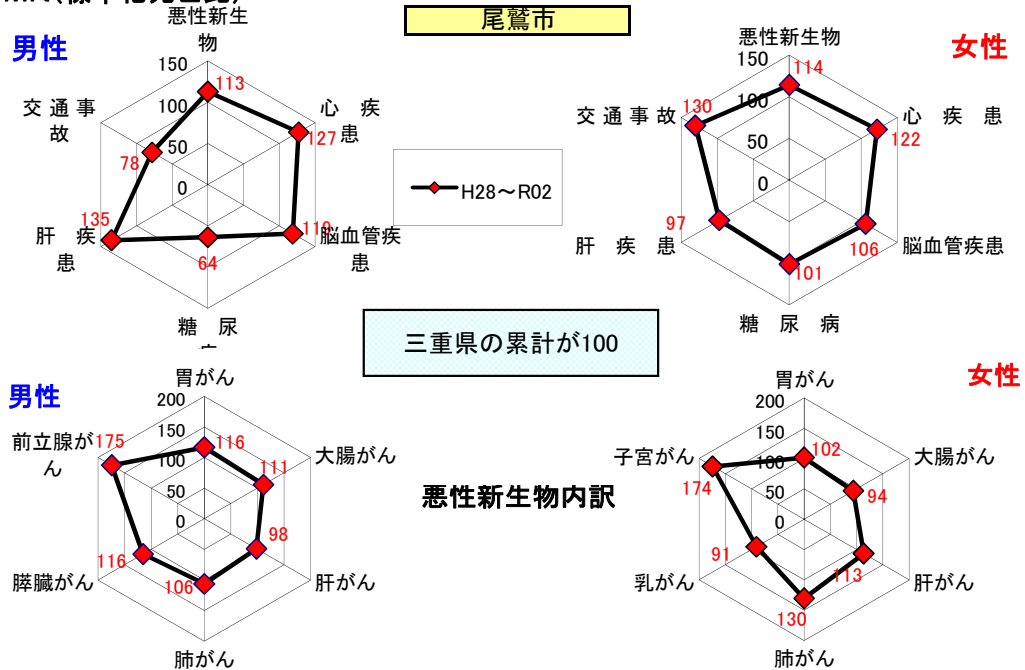 尾鷲市
男性
悪性新生
物
150
100
50
0
113
心 疾
患
127
119
脳血管疾
患
64
糖 尿
135
肝 疾
患
78
交 通 事
故
H28～R02
女性
悪性新生物
150
100
50
0
114
心 疾 患
122
106
脳血管疾患
101
糖 尿 病
97
肝 疾 患
130
交 通 事 故
三重県の累計が100
男性
胃がん
200
150
100
50
0
116
大腸がん
111
98
肝がん
106
肺がん
116
膵臓がん
175
前立腺が
ん
悪性新生物内訳
女性
胃がん
200
150
100
50
0
102
大腸がん
94
113
肝がん
130
肺がん
91
乳がん
174
子宮がん